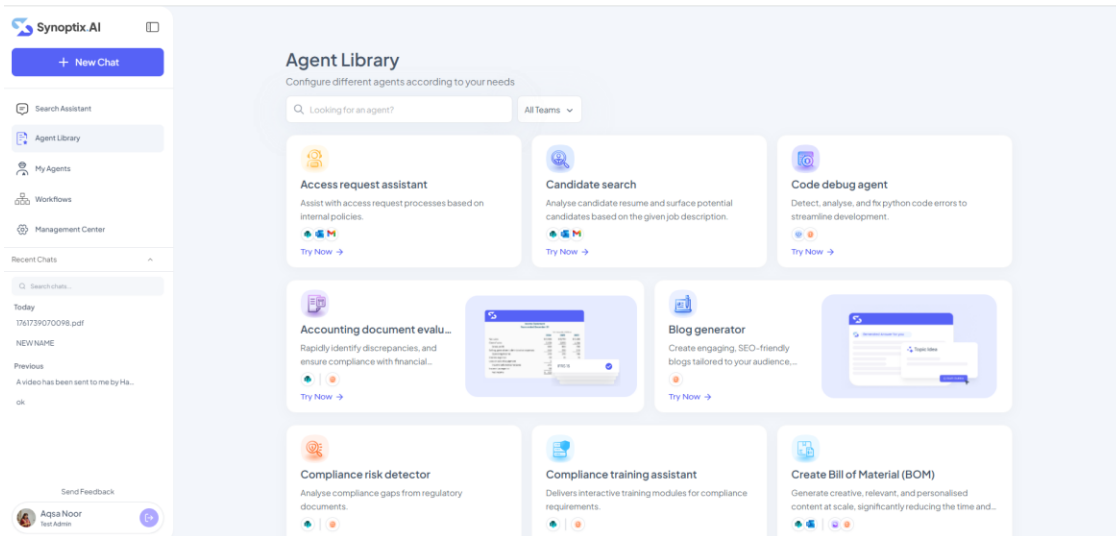 Synoptix.AI
+ New Chat
Search Assistant
Agent Library
My Agents
Workflows
Management Center
Recent Chats
Search chats...
Today
1761739070098.pdf
NEW NAME
Previous
A video has been sent to me by Ha...
ok
Send Feedback
Aqsa Noor
Test Admin
Agent Library
Configure different agents according to your needs
Looking for an agent?
All Teams
Access request assistant
Assist with access request processes based on
internal policies.
Try Now →
Candidate search
Analyse candidate resume and surface potential
candidates based on the given job description.
Try Now →
Code debug agent
Detect, analyse, and fix python code errors to
streamline development.
Try Now →
Accounting document evalu...
Rapidly identify discrepancies, and
ensure compliance with financial...
Try Now →
Blog generator
Create engaging, SEO-friendly
blogs tailored to your audience,...
Try Now →
Topic Idea
Compliance risk detector
Analyse compliance gaps from regulatory
documents.
Compliance training assistant
Delivers interactive training modules for compliance
requirements.
Create Bill of Material (BOM)
Generate creative, relevant, and personalised
content at scale, significantly reducing the time and...